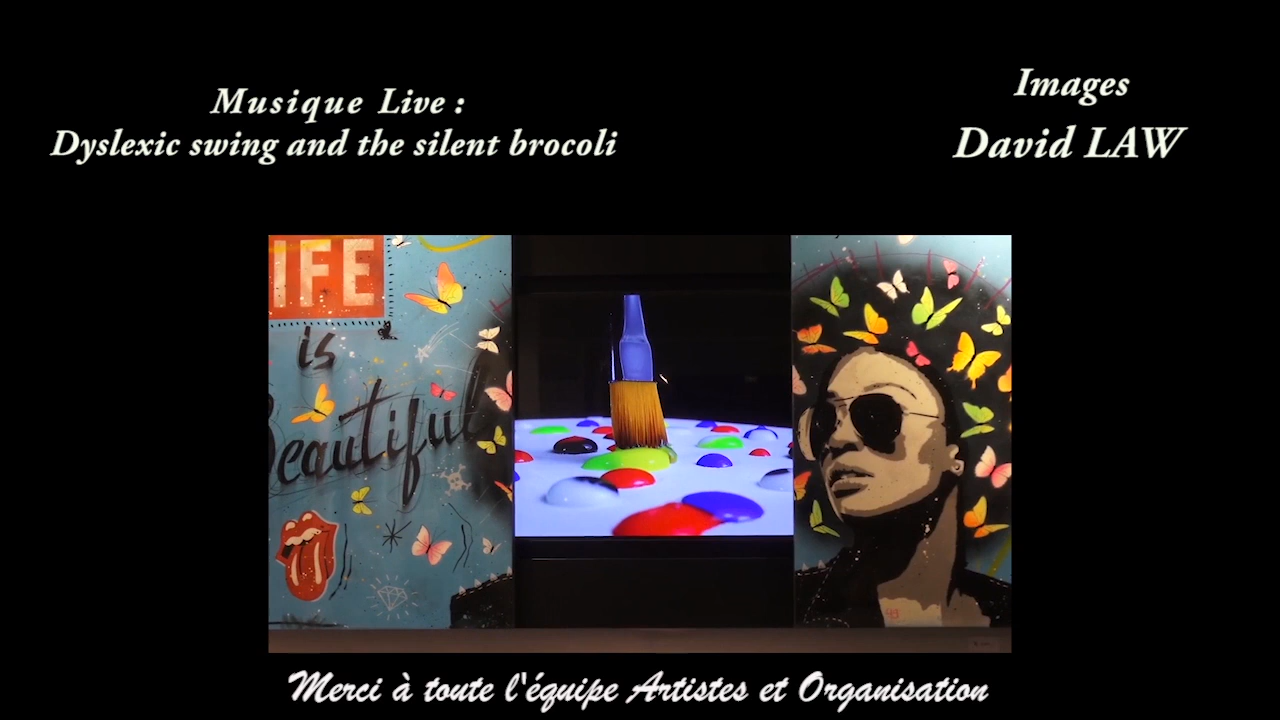 Musique Live :
Dyslexic swing and the silent brocoli
Images
David LAW
IFE
is
Beautiful
Merci à toute l'équipe Artistes et Organisation